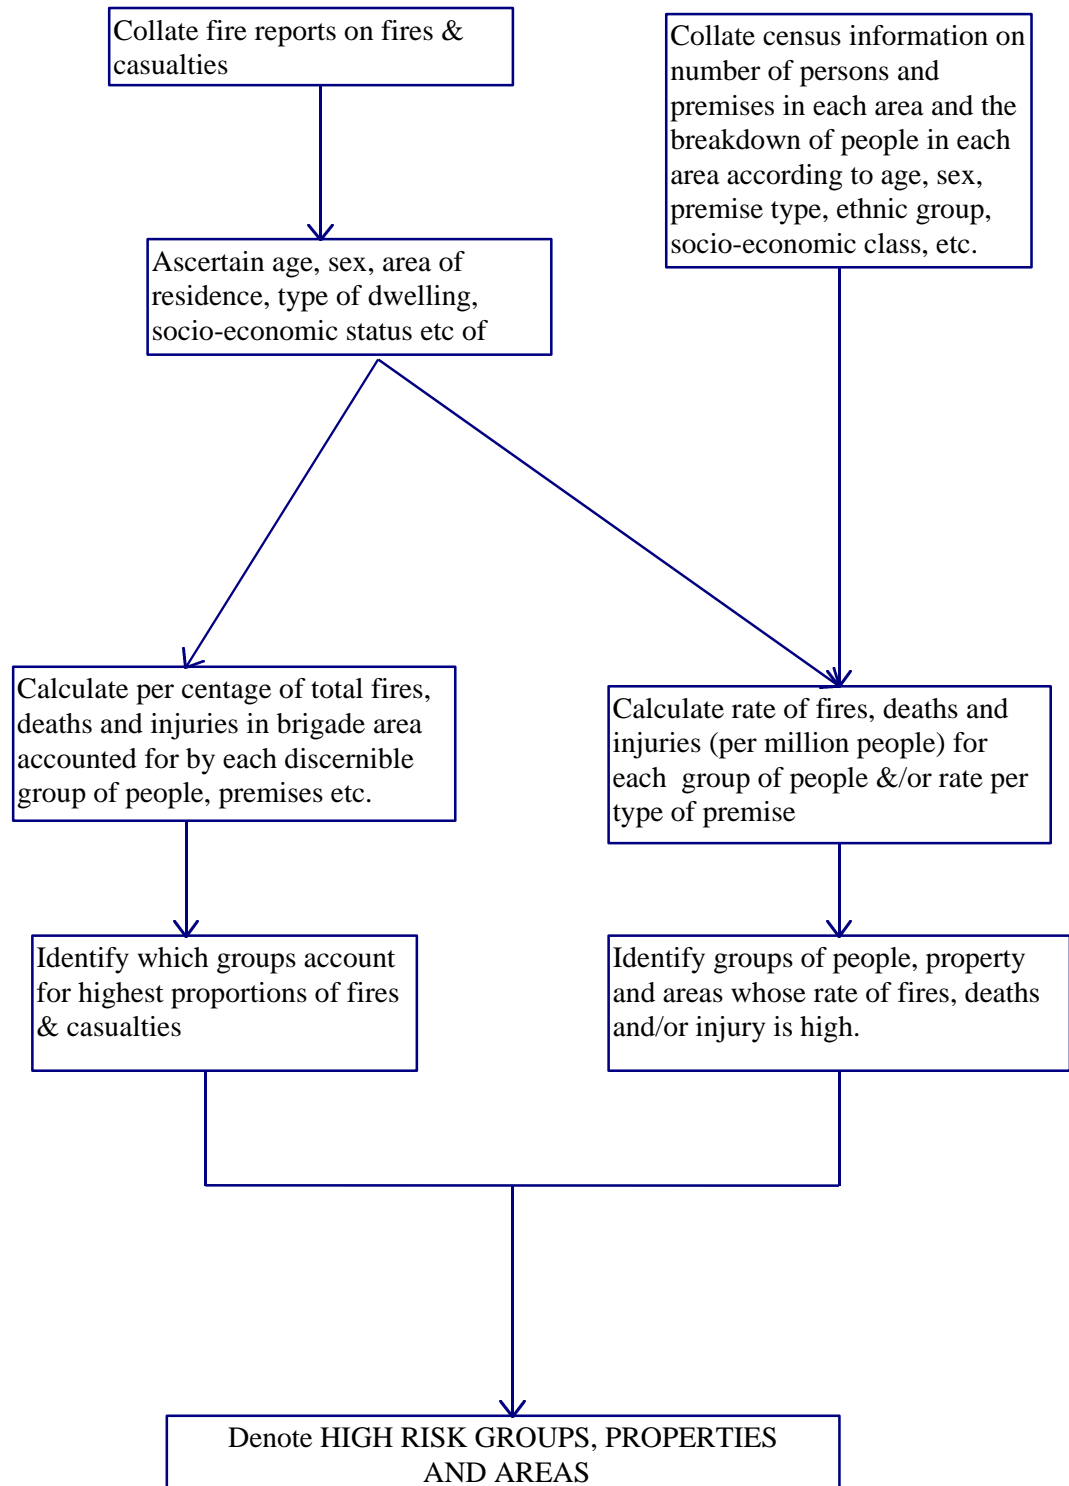 Collate fire reports on fires &
casualties
Collate census information on
number of persons and
premises in each area and the
breakdown of people in each
area according to age, sex,
premise type, ethnic group,
socio-economic class, etc.
Ascertain age, sex, area of
residence, type of dwelling,
socio-economic status etc of
Calculate per centage of total fires,
deaths and injuries in brigade area
accounted for by each discernible
group of people, premises etc.
Calculate rate of fires, deaths and
injuries (per million people) for
each  group of people &/or rate per
type of premise
Identify which groups account
for highest proportions of fires
& casualties
Identify groups of people, property
and areas whose rate of fires, deaths
and/or injury is high.
Denote HIGH RISK GROUPS, PROPERTIES
AND AREAS